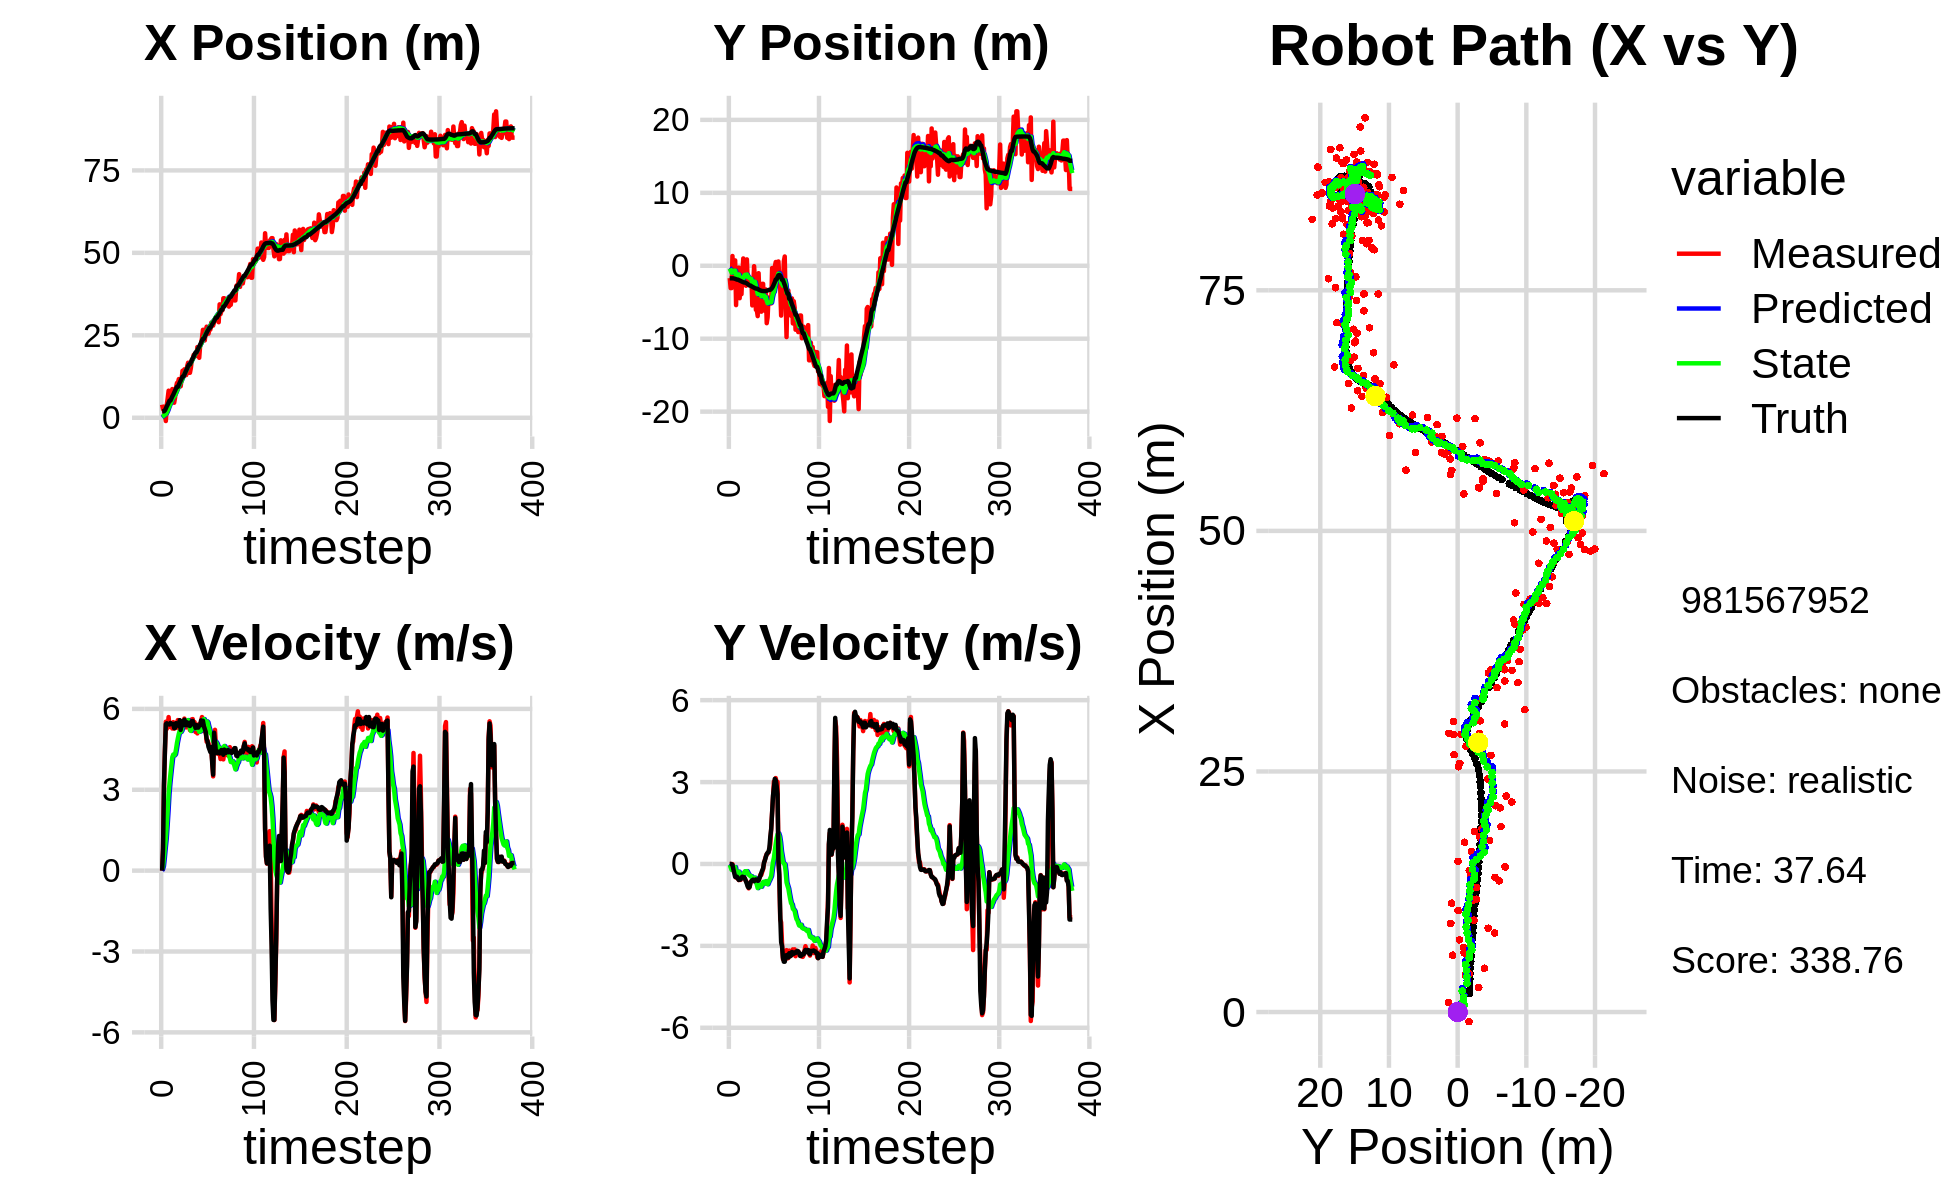 X Position (m)
75
50
25
0
0
100
200
300
400
timestep
Y Position (m)
20
10
0
-10
-20
0
100
200
300
400
timestep
X Velocity (m/s)
6
3
0
-3
-6
0
100
200
300
400
timestep
Y Velocity (m/s)
6
3
0
-3
-6
0
100
200
300
400
timestep
Robot Path (X vs Y)
X Position (m)
75
50
25
0
20 10 0 -10 -20
Y Position (m)
variable
Measured
Predicted
State
Truth
981567952
Obstacles: none
Noise: realistic
Time: 37.64
Score: 338.76